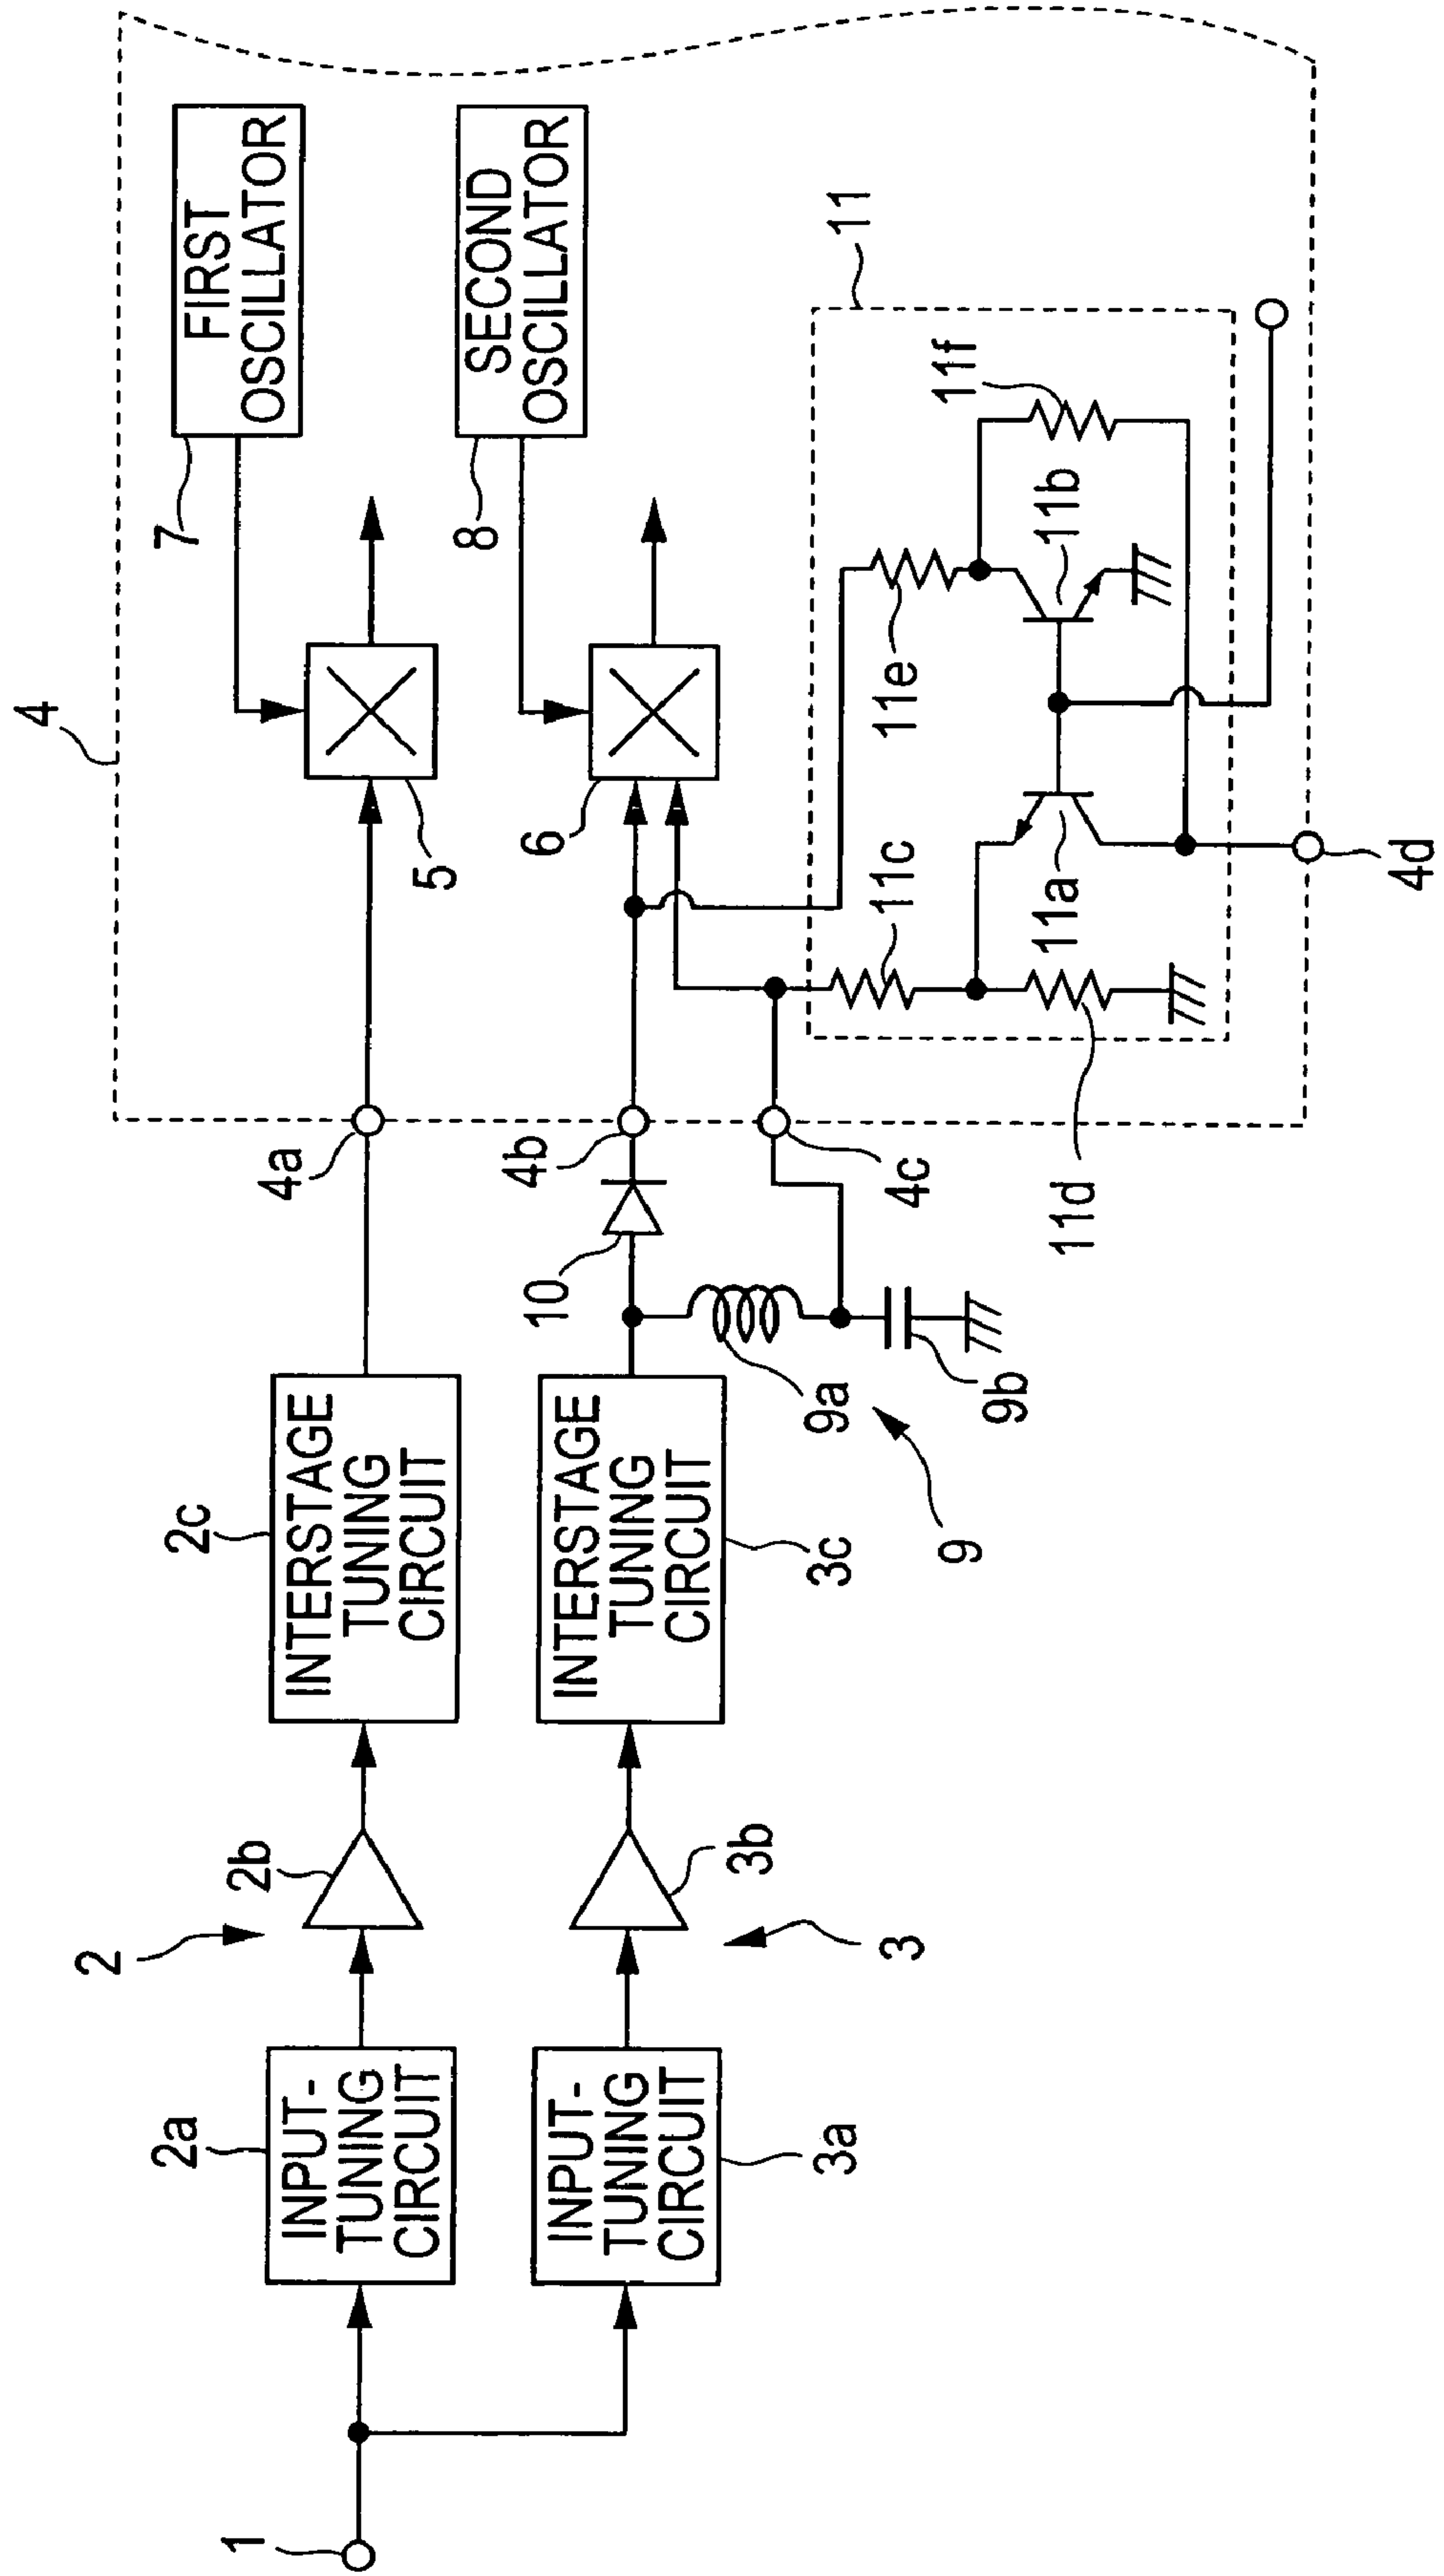 4
7
FIRST
OSCILLATOR
8
SECOND
OSCILLATOR
5
6
11
11e
11f
11b
11c
11a
11d
4a
4b
4c
4d
10
9a
9b
9
2
2a
INPUT-
TUNING
CIRCUIT
2b
2c
INTERSTAGE
TUNING
CIRCUIT
3
3a
INPUT-
TUNING
CIRCUIT
3b
3c
INTERSTAGE
TUNING
CIRCUIT
1